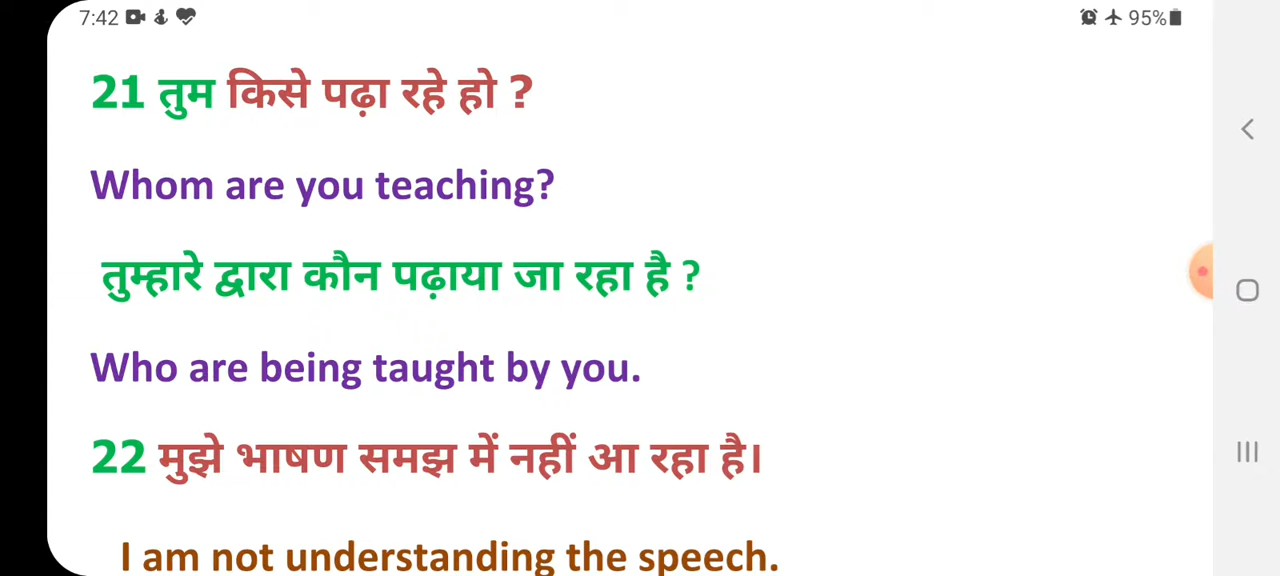 7:42
95%
21 तुम किसे पढ़ा रहे हो ?
Whom are you teaching?
तुम्हारे द्वारा कौन पढ़ाया जा रहा है ?
Who are being taught by you.
22 मुझे भाषण समझ में नहीं आ रहा है।
I am not understanding the speech.